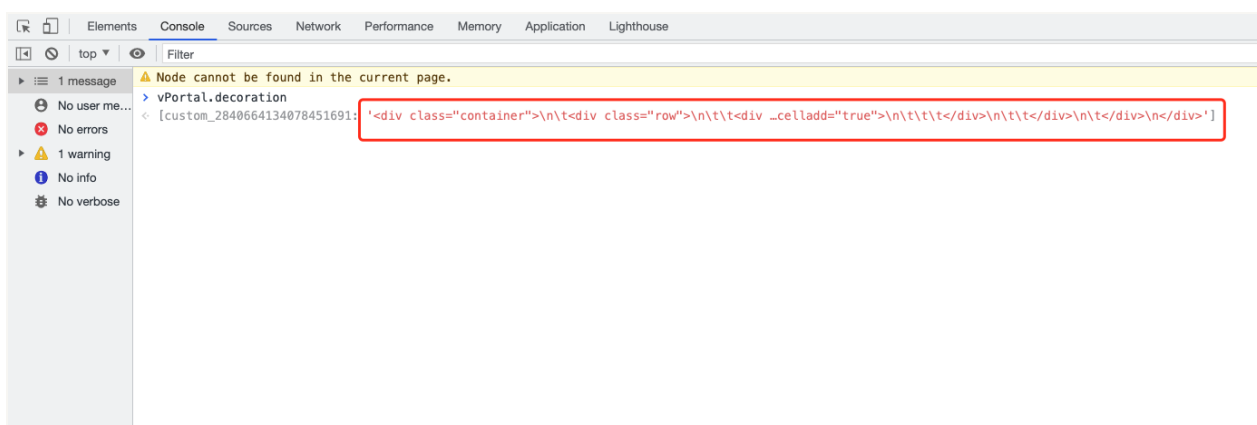 Elements Console Sources Network Performance Memory Application Lighthouse
top ▼ Filter
1 message
No user me...
No errors
1 warning
No info
No verbose
Node cannot be found in the current page.
> vPortal.decoration
[custom_2840664134078451691: '<div class="container">\n\t<div class="row">\n\t\t<div …celladd="true">\n\t\t\t</div>\n\t\t</div>\n\t</div>\n</div>']